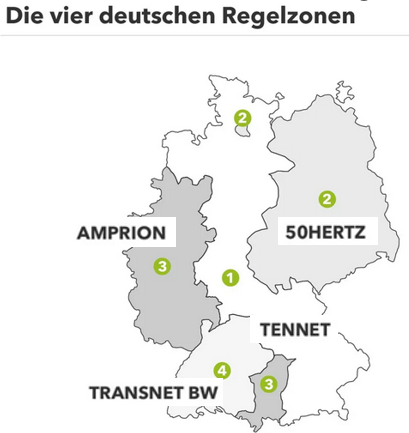 Die vier deutschen Regelzonen
2
2
AMPRION
50HERTZ
3
1
TENNET
4
3
TRANSNET BW